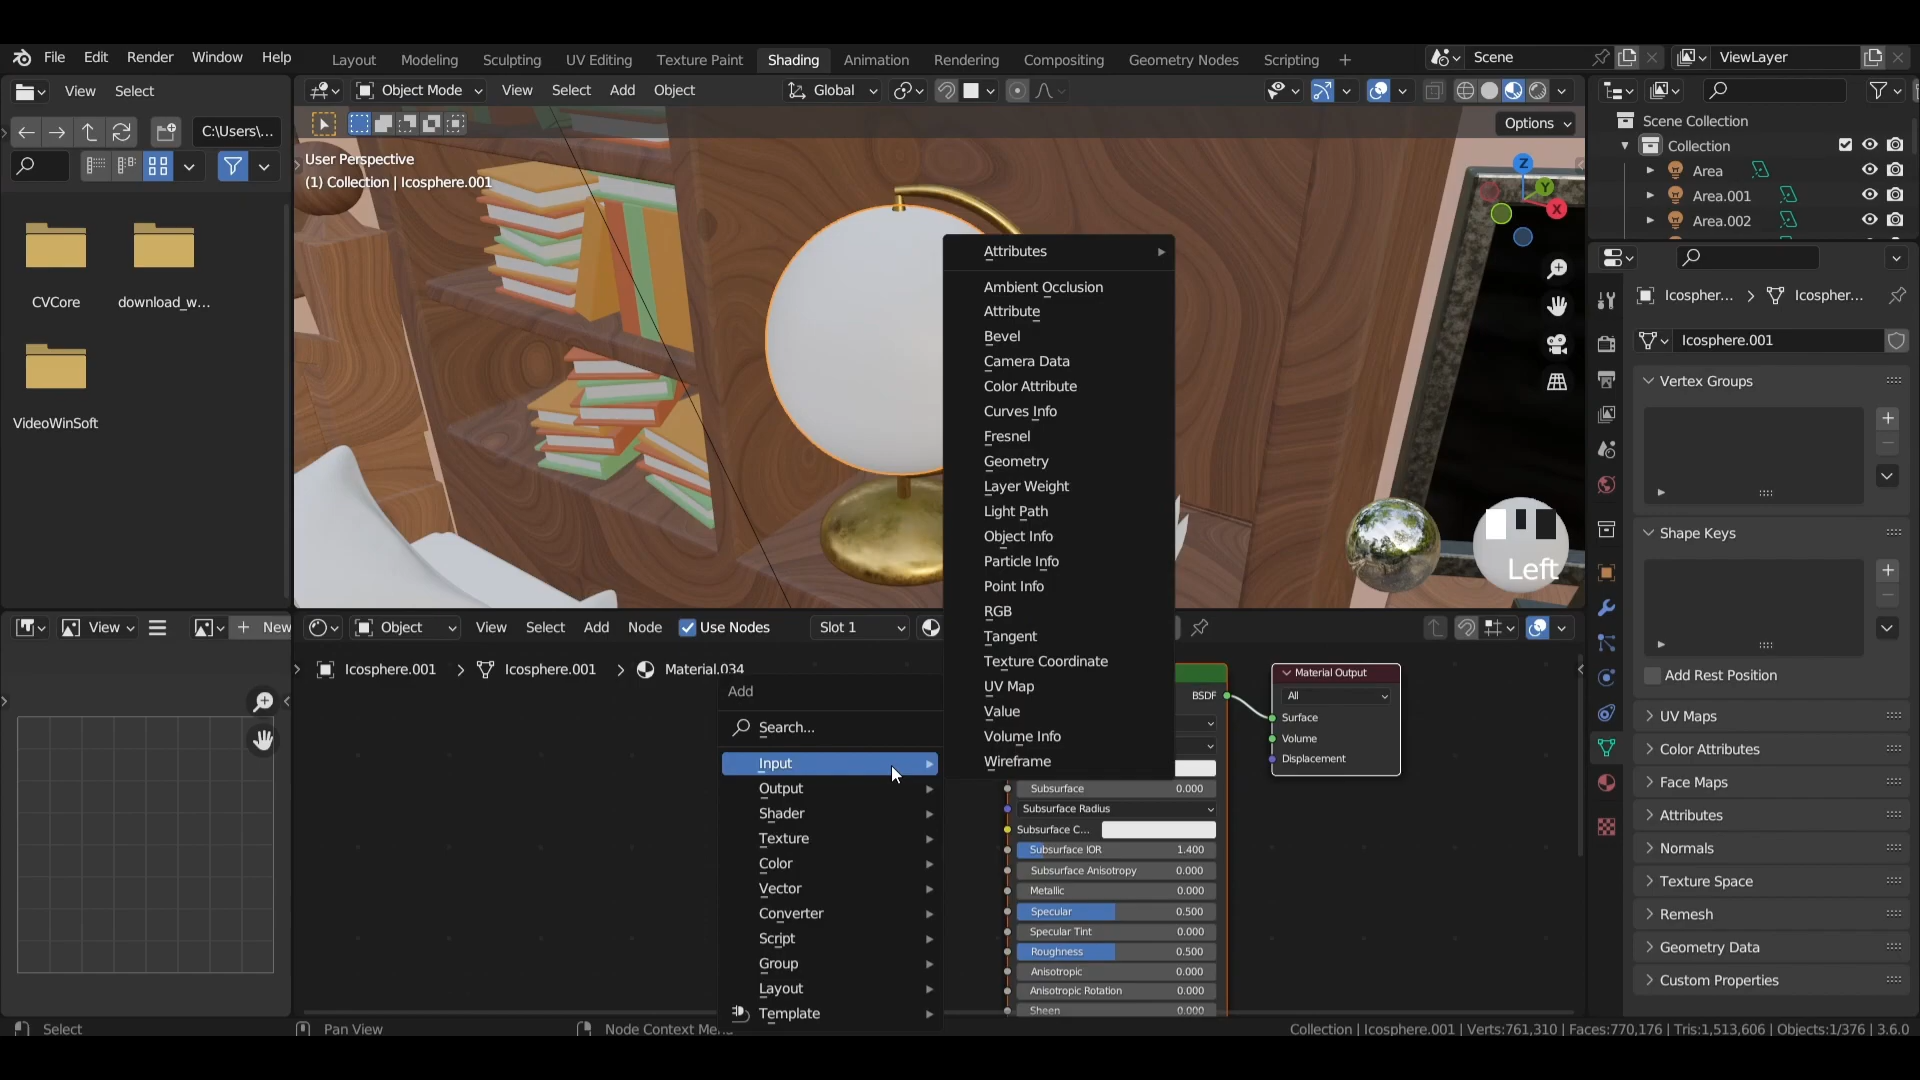 File Edit Render Window Help Layout Modeling Sculpting UV Editing Texture Paint Shading Animation Rendering Compositing Geometry Nodes Scripting + Scene ViewLayer
View Select Object Mode View Select Add Object Global
C:\Users\... Options
User Perspective
(1) Collection | Icosphere.001
CVCore download_w...
VideoWinSoft
Scene Collection
Collection
Area
Area.001
Area.002
Z
Y
X
Icospher... > Icospher...
Icosphere.001
Vertex Groups
Shape Keys
Add Rest Position
UV Maps
Color Attributes
Face Maps
Attributes
Normals
Texture Space
Remesh
Geometry Data
Custom Properties
Left
Attributes
Ambient Occlusion
Attribute
Bevel
Camera Data
Color Attribute
Curves Info
Fresnel
Geometry
Layer Weight
Light Path
Object Info
Particle Info
Point Info
RGB
Tangent
Texture Coordinate
UV Map
Value
Volume Info
Wireframe
View + New Object View Select Add Node Use Nodes Slot 1
Icosphere.001 > Icosphere.001 > Material.034
Add
Search...
Input
Output
Shader
Texture
Color
Vector
Converter
Script
Group
Layout
Template
BSDF
Subsurface 0.000
Subsurface Radius
Subsurface C...
Subsurface IOR 1.400
Subsurface Anisotropy 0.000
Metallic 0.000
Specular 0.500
Specular Tint 0.000
Roughness 0.500
Anisotropic 0.000
Anisotropic Rotation 0.000
Sheen 0.000
Material Output
All
Surface
Volume
Displacement
Select Pan View Node Context Menu Collection | Icosphere.001 | Verts:761,310 | Faces:770,176 | Tris:1,513,606 | Objects:1/376 | 3.6.0